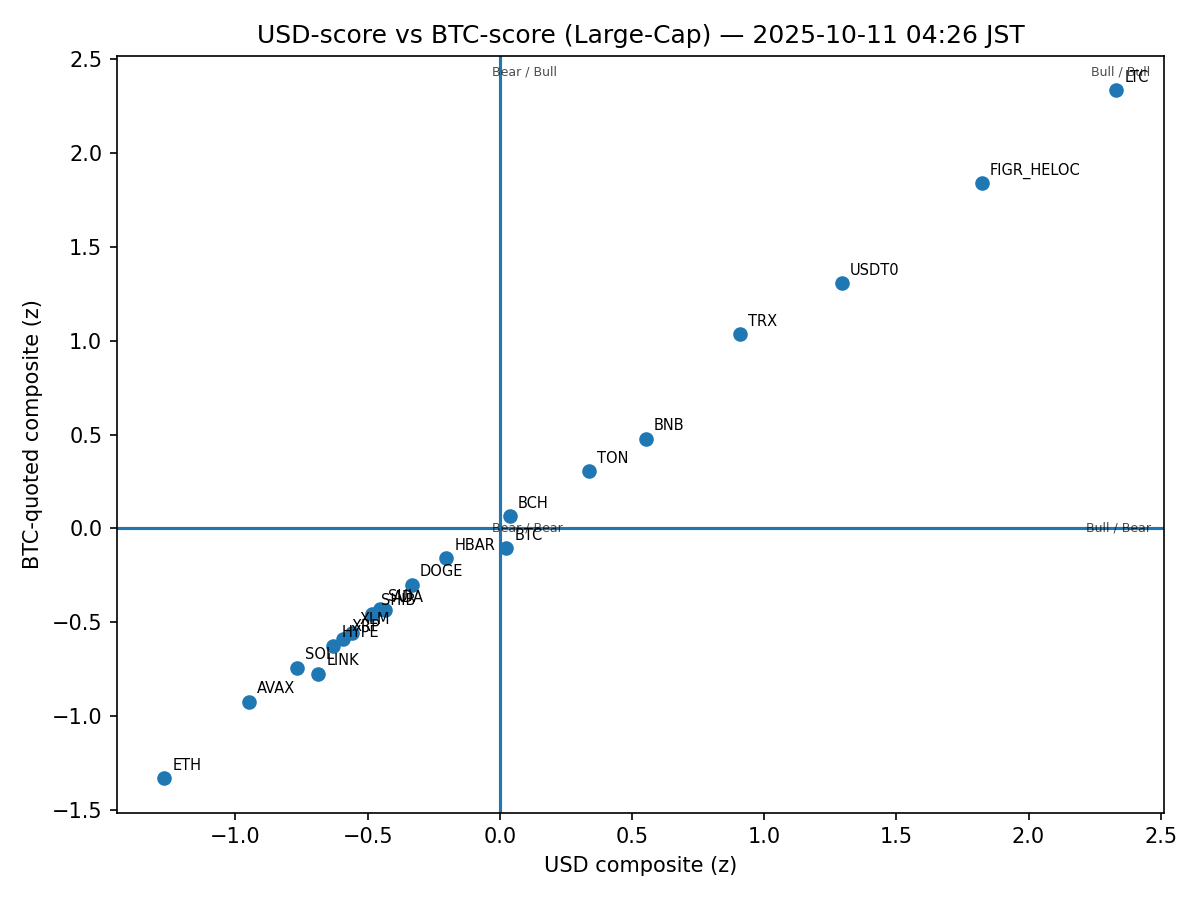 USD-score vs BTC-score (Large-Cap) — 2025-10-11 04:26 JST
2.5
2.0
1.5
1.0
0.5
0.0
−0.5
−1.0
−1.5
BTC-quoted composite (z)
Bear / Bull
Bull / Bull
LTC
FIGR_HELOC
USDT0
TRX
BNB
TON
BCH
Bear / Bear
Bull / Bear
BTC
HBAR
DOGE
ADA
SHIB
XLM
XRP
HYPE
SOL
LINK
AVAX
ETH
−1.0
−0.5
0.0
0.5
1.0
1.5
2.0
2.5
USD composite (z)